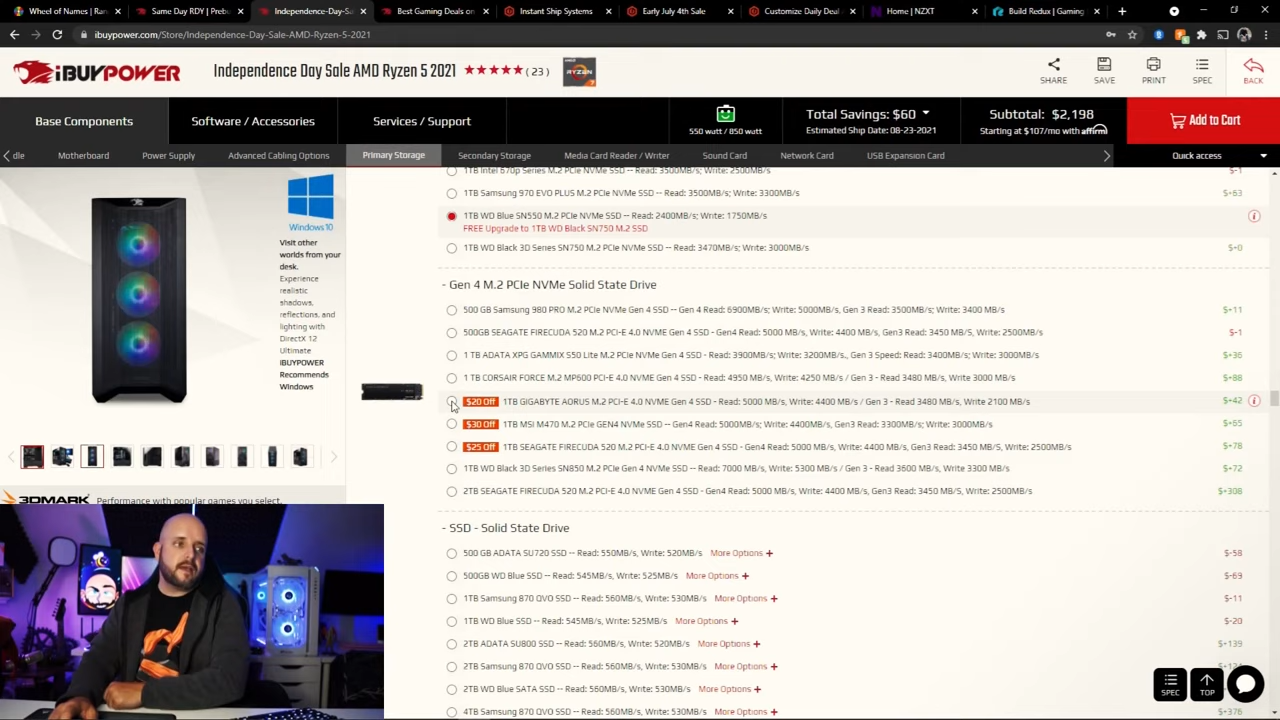 Wheel of Names | Ran
Same Day RDY | Preb
Independence-Day-Sa
Best Gaming Deals on
Instant Ship Systems
Early July 4th Sale
Customize Daily Deal
Home | NZXT
Build Redux | Gaming
ibuypower.com/Store/Independence-Day-Sale-AMD-Ryzen-5-2021
iBUYPOWER
Independence Day Sale AMD Ryzen 5 2021
(23)
RYZEN
SHARE
SAVE
PRINT
SPEC
BACK
Base Components
Software / Accessories
Services / Support
550 watt / 850 watt
Total Savings: $60
Estimated Ship Date: 08-23-2021
Subtotal: $2,198
Starting at $107/mo with affirm
Add to Cart
dle
Motherboard
Power Supply
Advanced Cabling Options
Primary Storage
Secondary Storage
Media Card Reader / Writer
Sound Card
Network Card
USB Expansion Card
Quick access
1TB Intel 670p Series M.2 PCIe NVMe SSD -- Read: 3500MB/s; Write: 2500MB/s $-1
1TB Samsung 970 EVO PLUS M.2 PCIe NVMe SSD -- Read: 3500MB/s; Write: 3300MB/s $+63
1TB WD Blue SN550 M.2 PCIe NVMe SSD -- Read: 2400MB/s; Write: 1750MB/s
FREE Upgrade to 1TB WD Black SN750 M.2 SSD
1TB WD Black 3D Series SN750 M.2 PCIe NVMe SSD -- Read: 3470MB/s; Write: 3000MB/s $+0
- Gen 4 M.2 PCIe NVMe Solid State Drive
500 GB Samsung 980 PRO M.2 PCIe NVMe Gen 4 SSD -- Gen 4 Read: 6900MB/s; Write: 5000MB/s, Gen 3 Read: 3500MB/s; Write: 3400 MB/s $+11
500GB SEAGATE FIRECUDA 520 M.2 PCI-E 4.0 NVME Gen 4 SSD - Gen4 Read: 5000 MB/s, Write: 4400 MB/s, Gen3 Read: 3450 MB/S, Write: 2500MB/s $-1
1 TB ADATA XPG GAMMIX S50 Lite M.2 PCIe NVMe Gen 4 SSD - Read: 3900MB/s; Write: 3200MB/s., Gen 3 Speed: Read: 3400MB/s; Write: 3000MB/s $+36
1 TB CORSAIR FORCE M.2 MP600 PCI-E 4.0 NVME Gen 4 SSD - Read: 4950 MB/s, Write: 4250 MB/s / Gen 3 - Read 3480 MB/s, Write 3000 MB/s $+88
$20 Off 1TB GIGABYTE AORUS M.2 PCI-E 4.0 NVME Gen 4 SSD - Read: 5000 MB/s, Write: 4400 MB/s / Gen 3 - Read 3480 MB/s, Write 2100 MB/s $+42
$30 Off 1TB MSI M470 M.2 PCIE GEN4 NVME SSD -- Read: 5000MB/s; Write: 4400MB/s, Gen3 Read: 3300MB/s; Write: 3000MB/s $+65
$25 Off 1TB SEAGATE FIRECUDA 520 M.2 PCI-E 4.0 NVME Gen 4 SSD - Gen4 Read: 5000 MB/s, Write: 4400 MB/s, Gen3 Read: 3450 MB/S, Write: 2500MB/s $+78
1TB WD Black 3D Series SN850 M.2 PCIe Gen 4 NVMe SSD -- Read: 7000 MB/s, Write: 5300 MB/s / Gen 3 - Read 3600 MB/s, Write 3300 MB/s $+72
2TB SEAGATE FIRECUDA 520 M.2 PCI-E 4.0 NVME Gen 4 SSD - Gen4 Read: 5000 MB/s, Write: 4400 MB/s, Gen3 Read: 3450 MB/S, Write: 2500MB/s $+308
- SSD - Solid State Drive
500 GB ADATA SU720 SSD -- Read: 550MB/s, Write: 520MB/s More Options + $-58
500GB WD Blue SSD -- Read: 545MB/s, Write: 525MB/s More Options + $-69
1TB Samsung 870 QVO SSD -- Read: 560MB/s, Write: 530MB/s More Options + $-11
1TB WD Blue SSD -- Read: 545MB/s, Write: 525MB/s More Options + $-20
2TB ADATA SU800 SSD -- Read: 560MB/s, Write: 520MB/s More Options + $+139
2TB Samsung 870 QVO SSD -- Read: 560MB/s, Write: 530MB/s More Options +
2TB WD Blue SATA SSD -- Read: 560MB/s, Write: 530MB/s More Options +
4TB Samsung 870 QVO SSD -- Read: 560MB/s, Write: 530MB/s More Options + $+376
Windows 10
Visit other
worlds from your
desk.
Experience
realistic
shadows,
reflections, and
lighting with
DirectX 12
Ultimate
iBUYPOWER
Recommends
Windows
3DMARK Performance with popular games you select.
SPEC
TOP